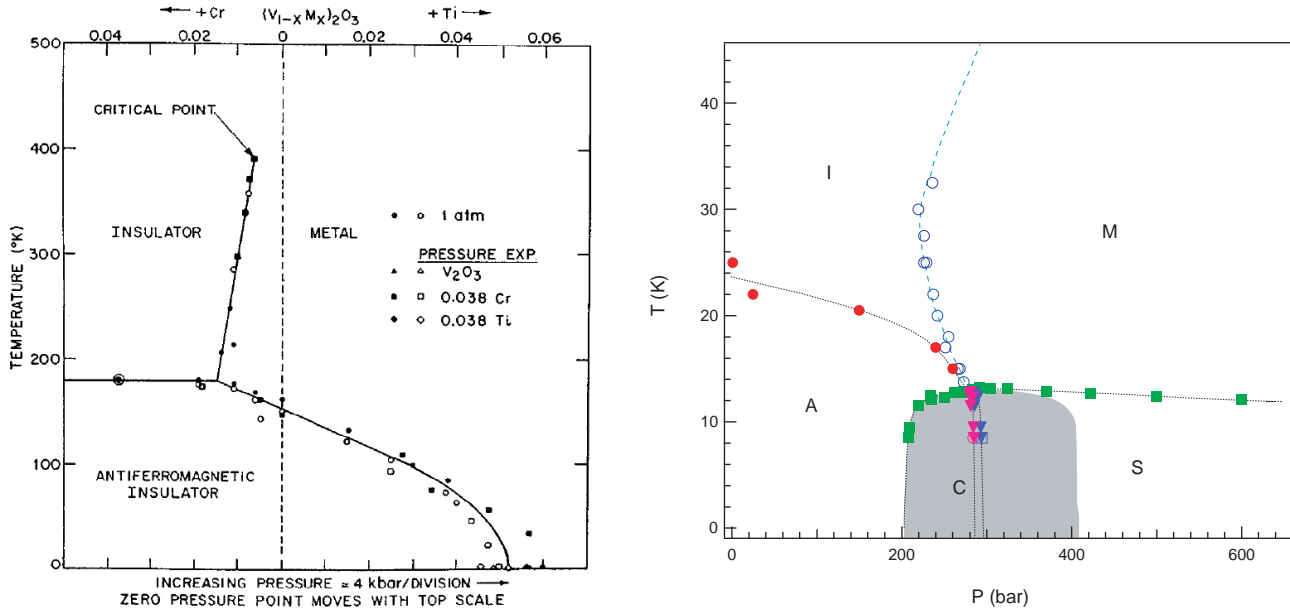 +Cr (V1-XMX)2O3 +Ti
0.04 0.02 0 0.02 0.04 0.06
500
400
300
200
100
0
TEMPERATURE (°K)
CRITICAL POINT
INSULATOR
METAL
1 atm
PRESSURE EXP.
V2O3
0.038 Cr
0.038 Ti
ANTIFERROMAGNETIC
INSULATOR
INCREASING PRESSURE ≈ 4 kbar/DIVISION
ZERO PRESSURE POINT MOVES WITH TOP SCALE
40
30
20
10
0
T (K)
I
M
A
S
C
0 200 400 600
P (bar)